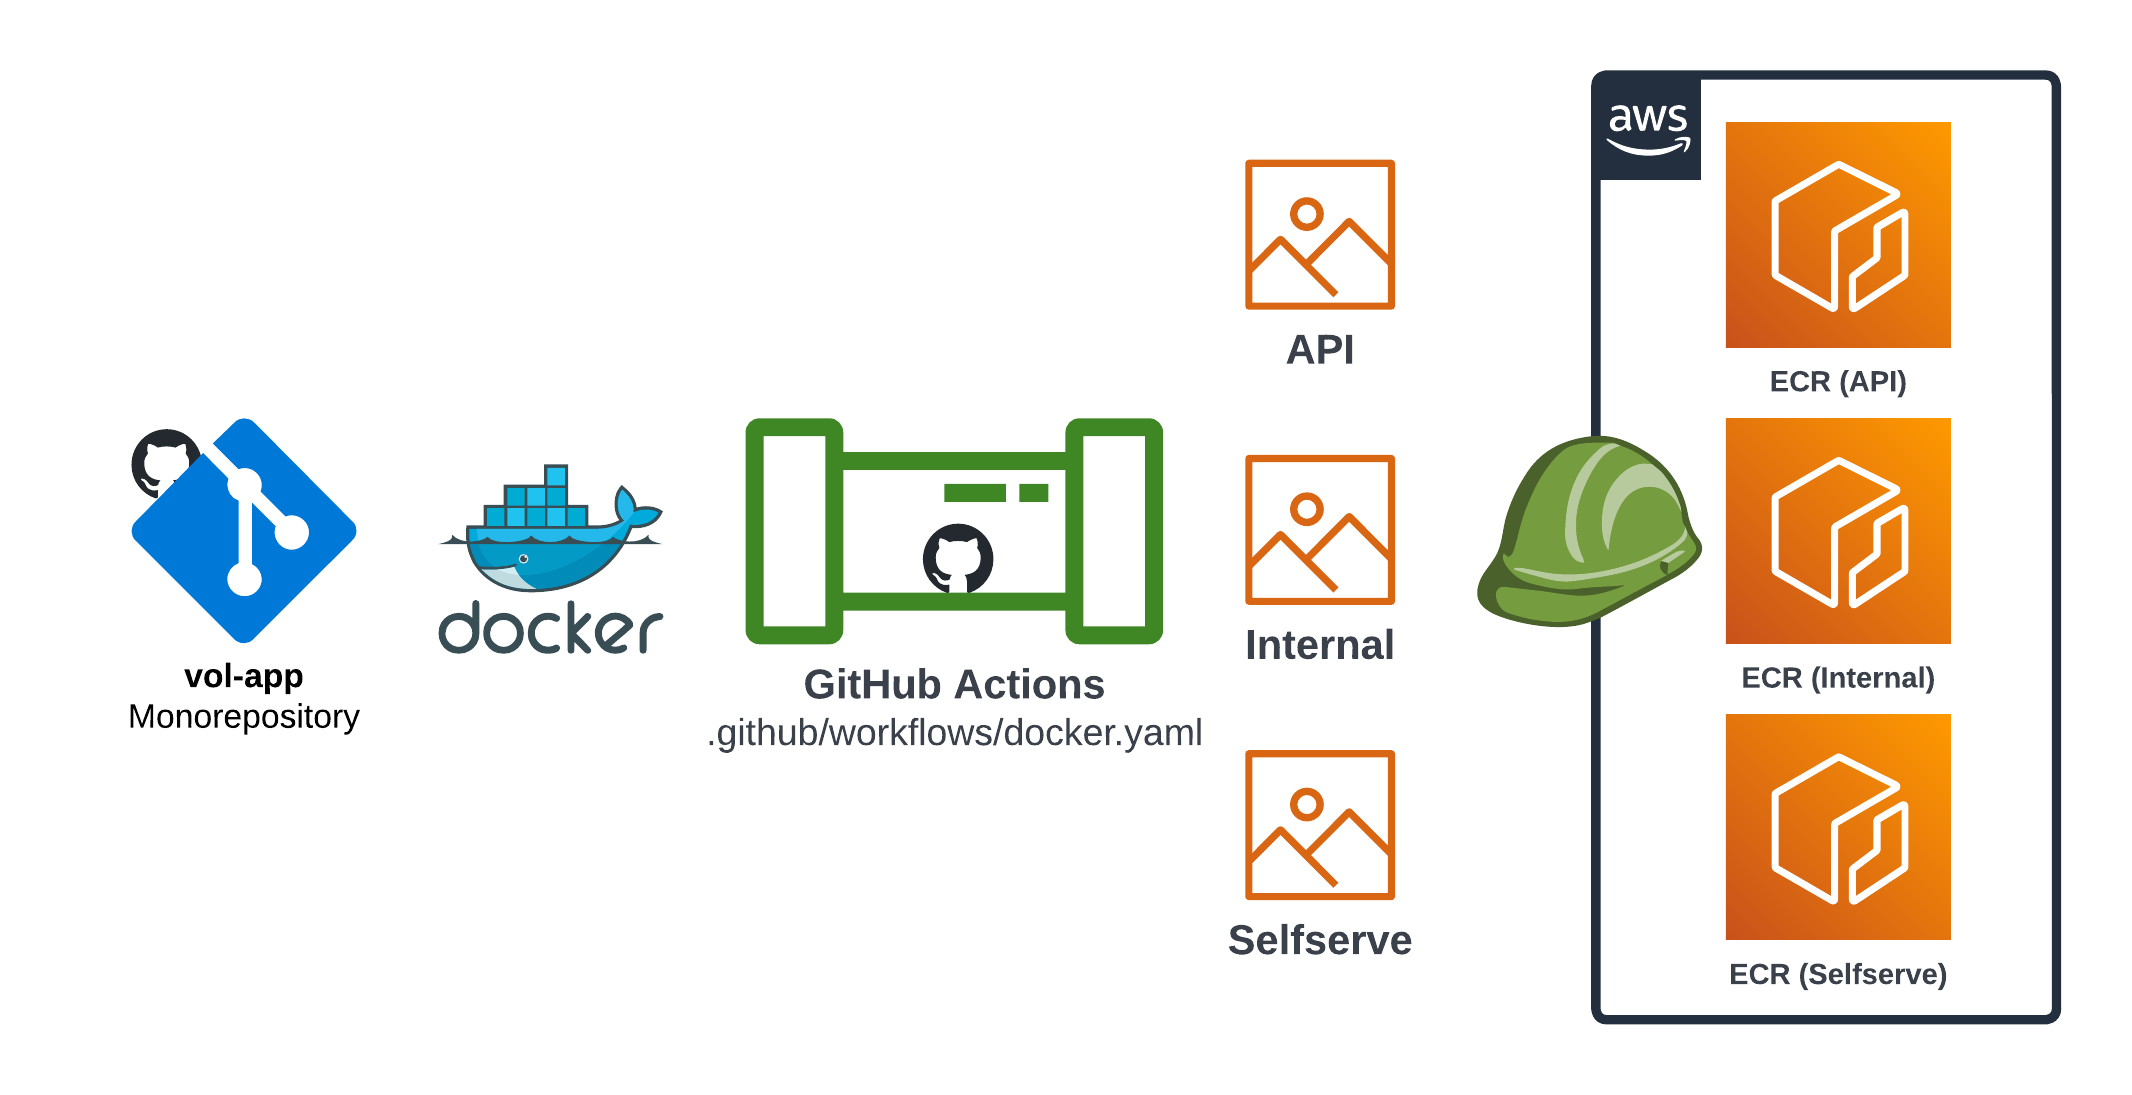 vol-app
Monorepository
docker
GitHub Actions
.github/workflows/docker.yaml
API
Internal
Selfserve
aws
ECR (API)
ECR (Internal)
ECR (Selfserve)